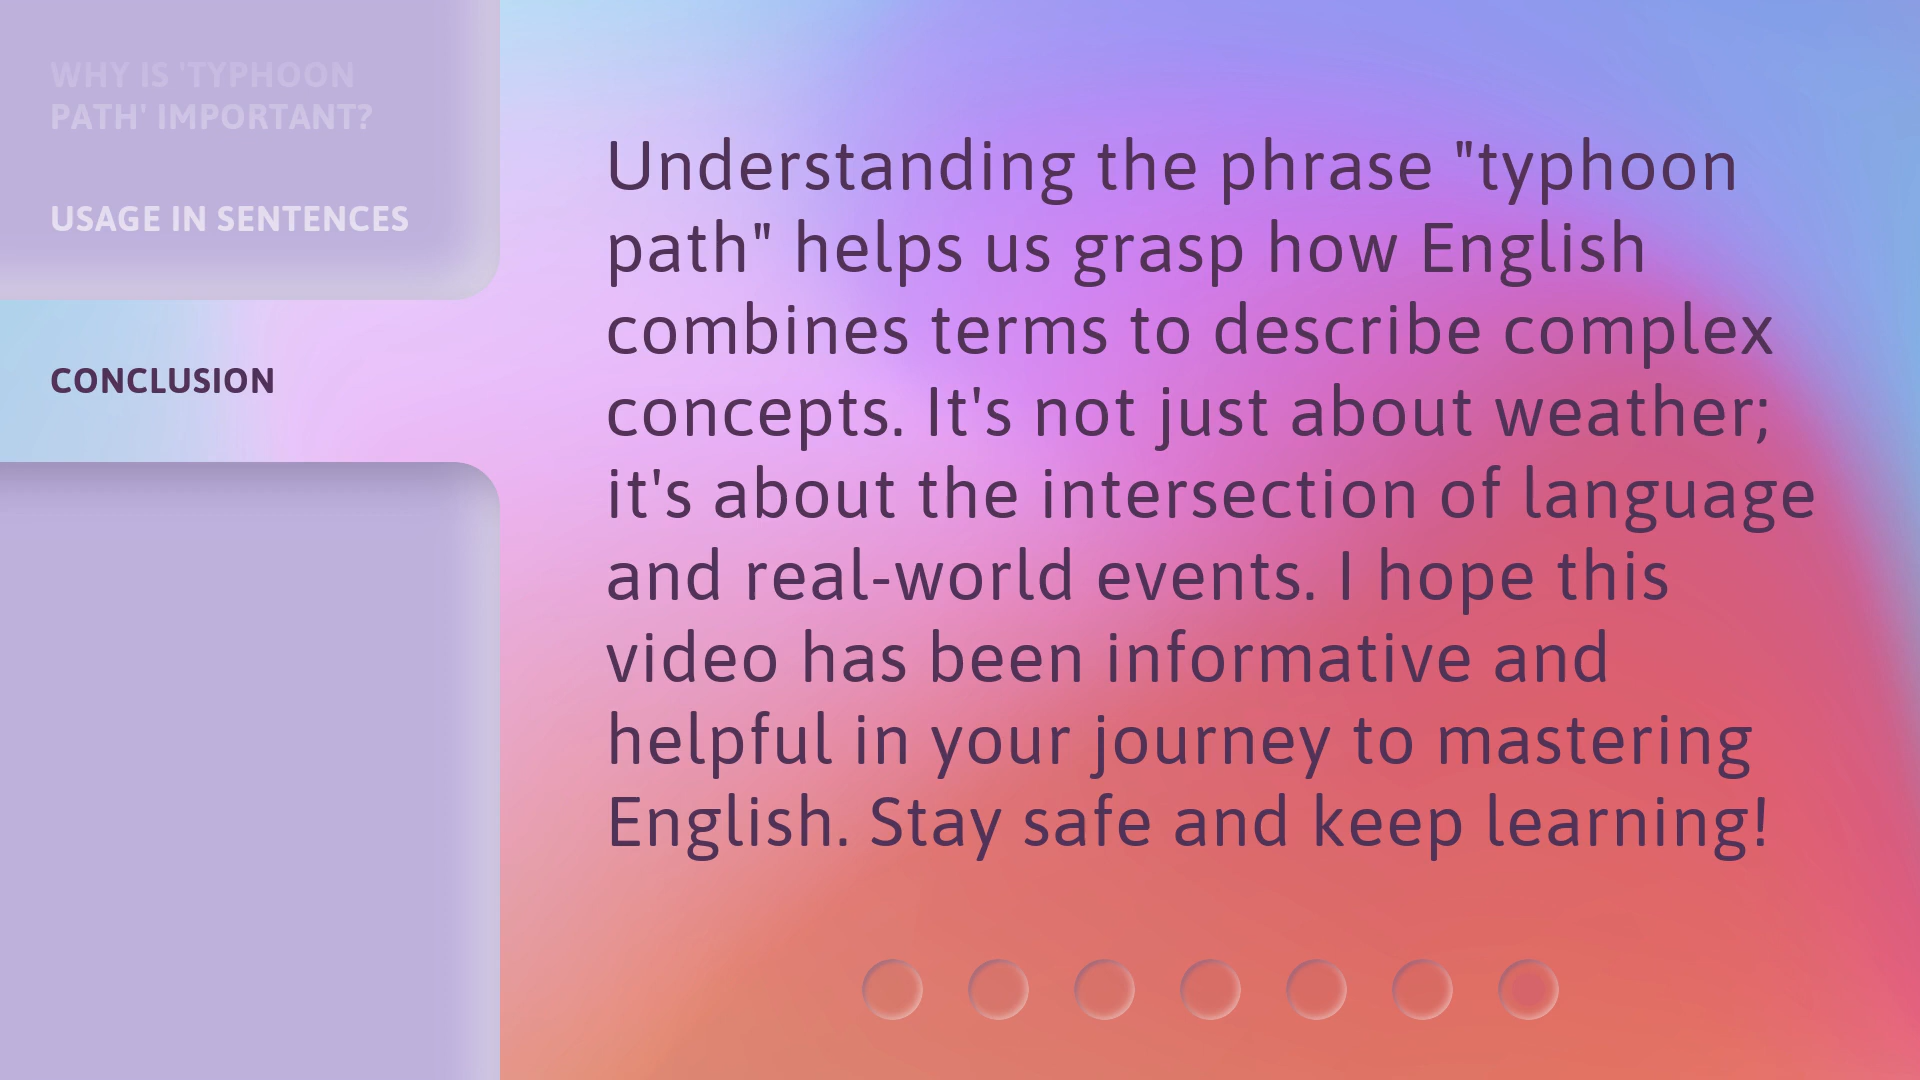 WHY IS 'TYPHOON
PATH' IMPORTANT?
USAGE IN SENTENCES
CONCLUSION
Understanding the phrase "typhoon
path" helps us grasp how English
combines terms to describe complex
concepts. It's not just about weather;
it's about the intersection of language
and real-world events. I hope this
video has been informative and
helpful in your journey to mastering
English. Stay safe and keep learning!